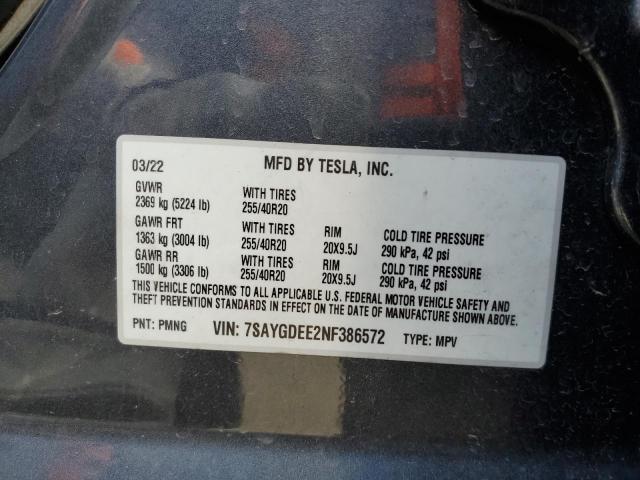 03/22 MFD BY TESLA, INC.
GVWR WITH TIRES
2369 kg (5224 lb) 255/40R20
GAWR FRT WITH TIRES RIM COLD TIRE PRESSURE
1363 kg (3004 lb) 255/40R20 20X9.5J 290 kPa, 42 psi
GAWR RR WITH TIRES RIM COLD TIRE PRESSURE
1500 kg (3306 lb) 255/40R20 20X9.5J 290 kPa, 42 psi
THIS VEHICLE CONFORMS TO ALL APPLICABLE U.S. FEDERAL MOTOR VEHICLE SAFETY AND
THEFT PREVENTION STANDARDS IN EFFECT ON THE DATE OF MANUFACTURE SHOWN ABOVE.
PNT: PMNG VIN: 7SAYGDEE2NF386572 TYPE: MPV